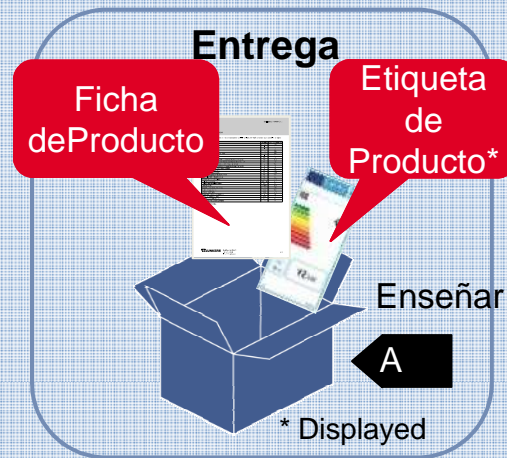 Entrega
Ficha
deProducto
Etiqueta
de
Producto*
Enseñar
A
* Displayed